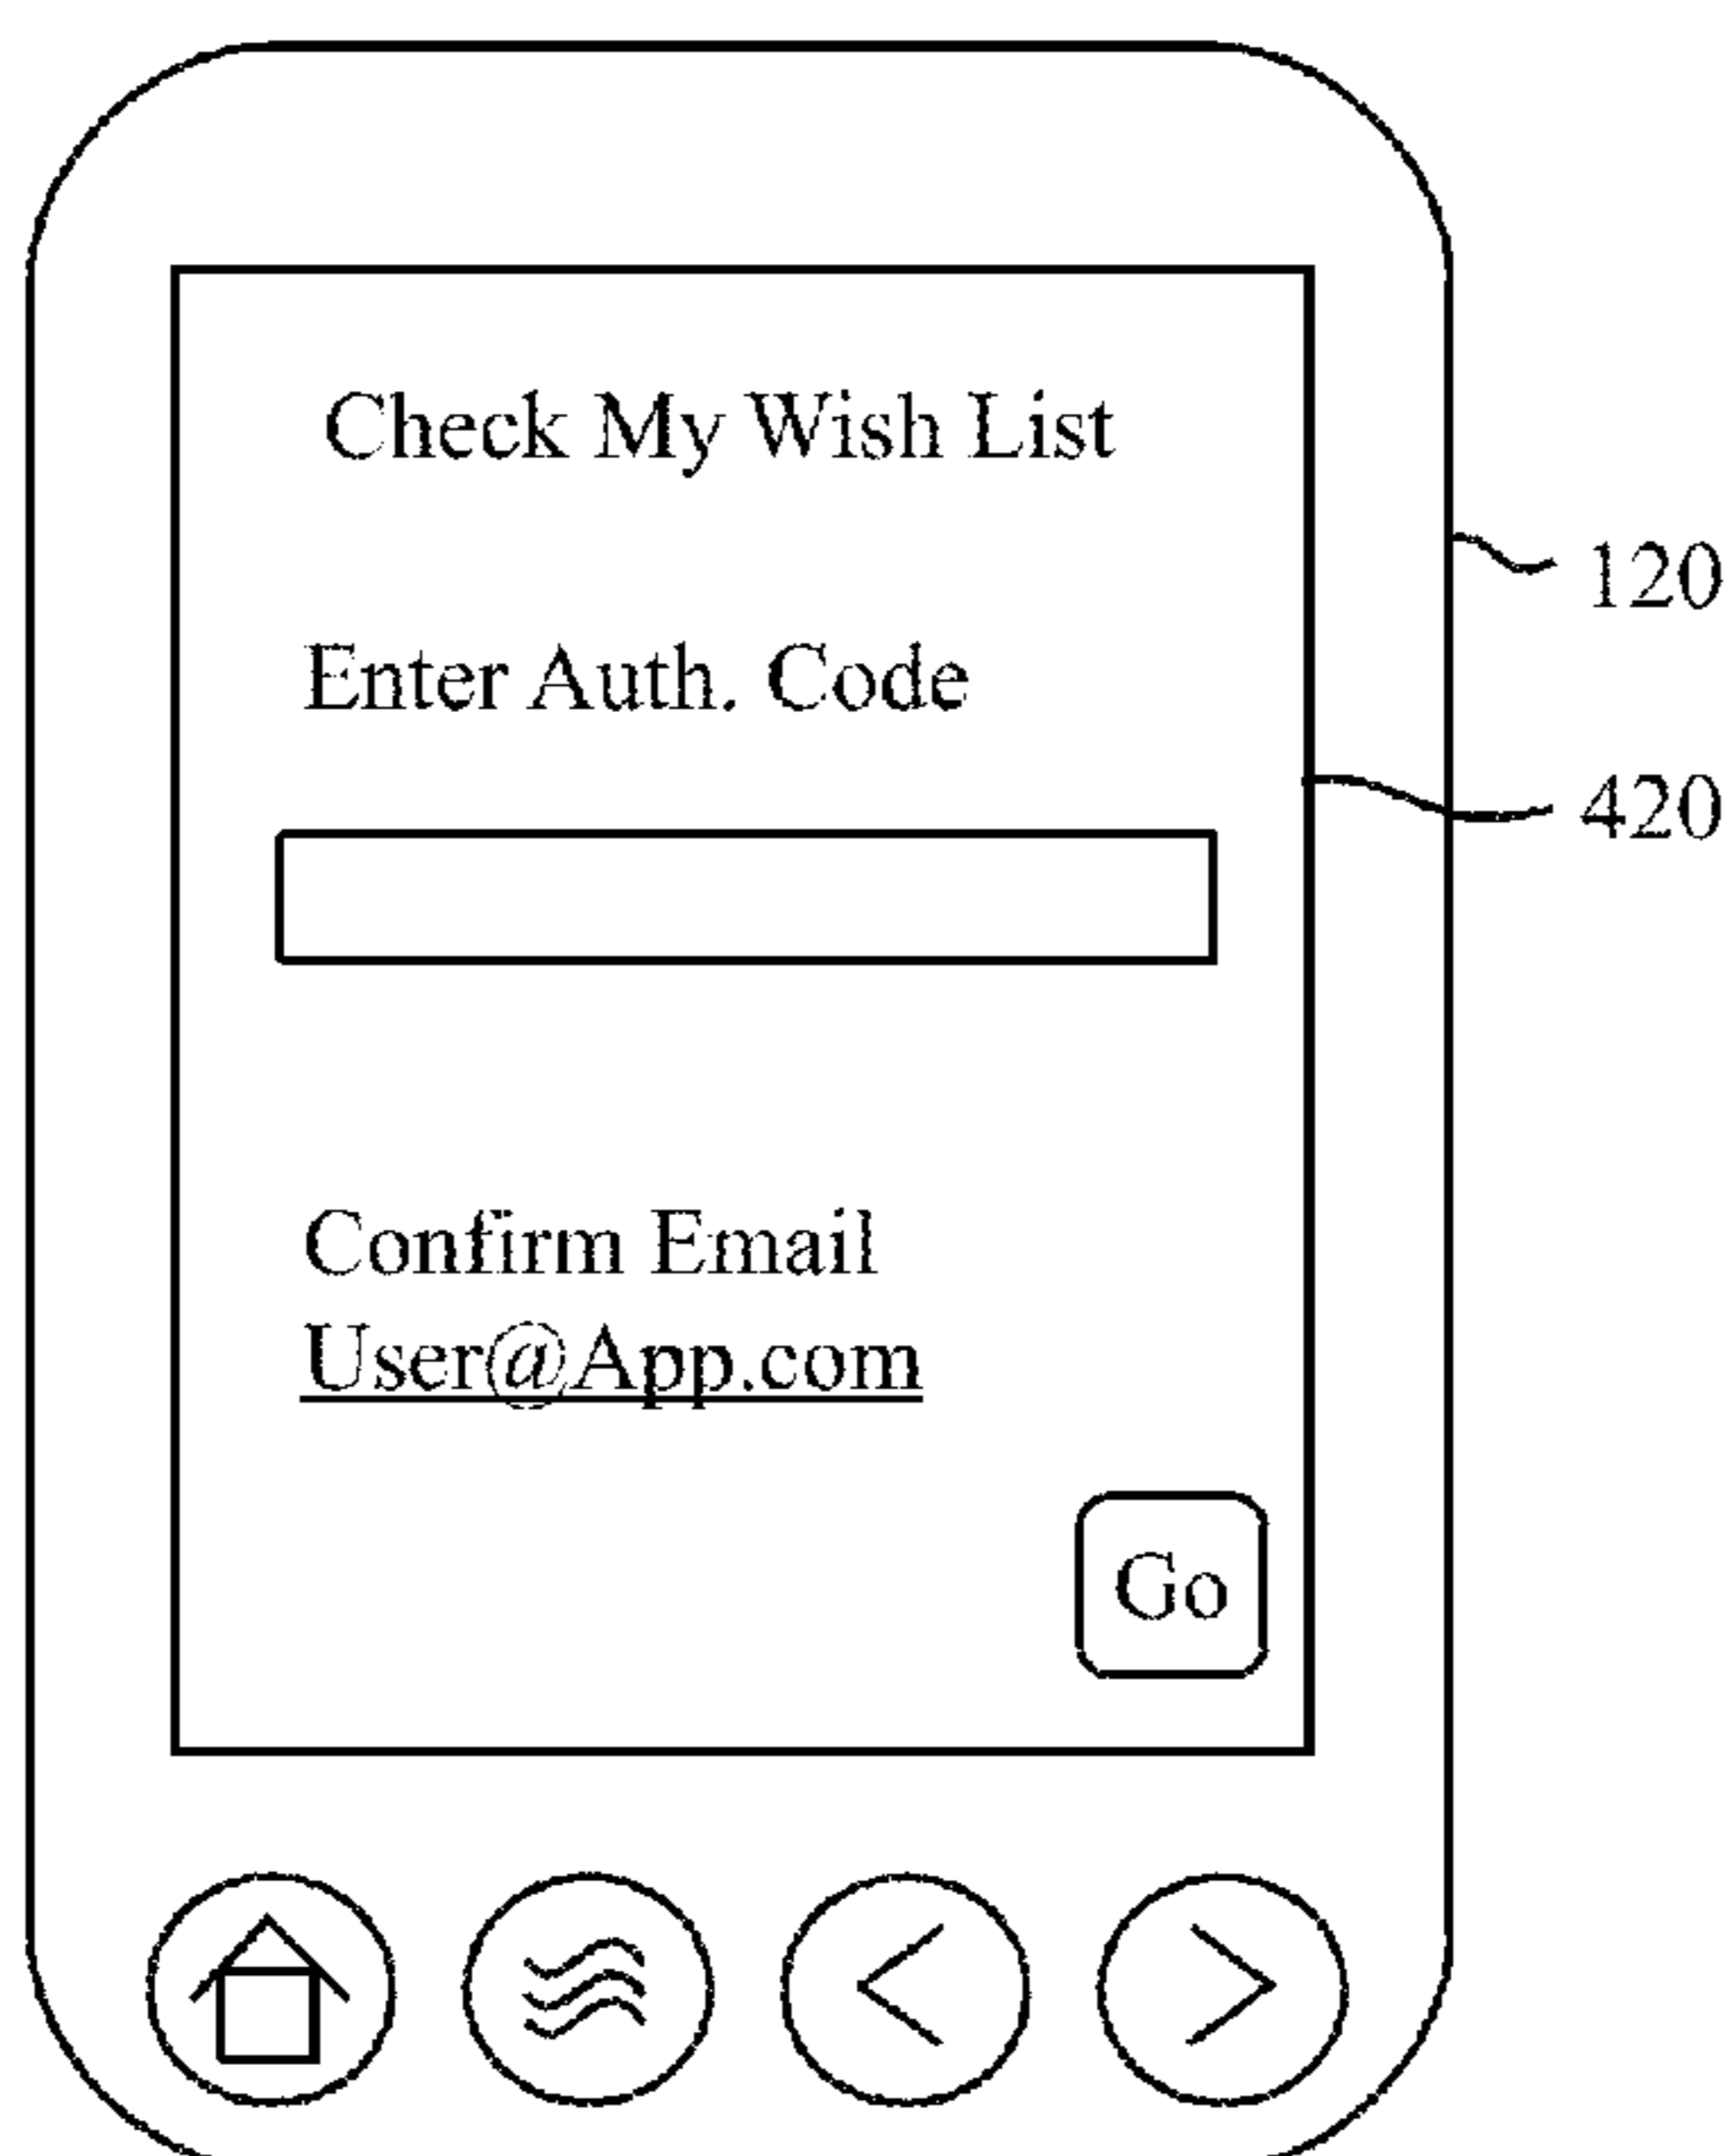 Check My Wish List
120
Enter Auth. Code
420
Confirm Email
User@App.com
Go